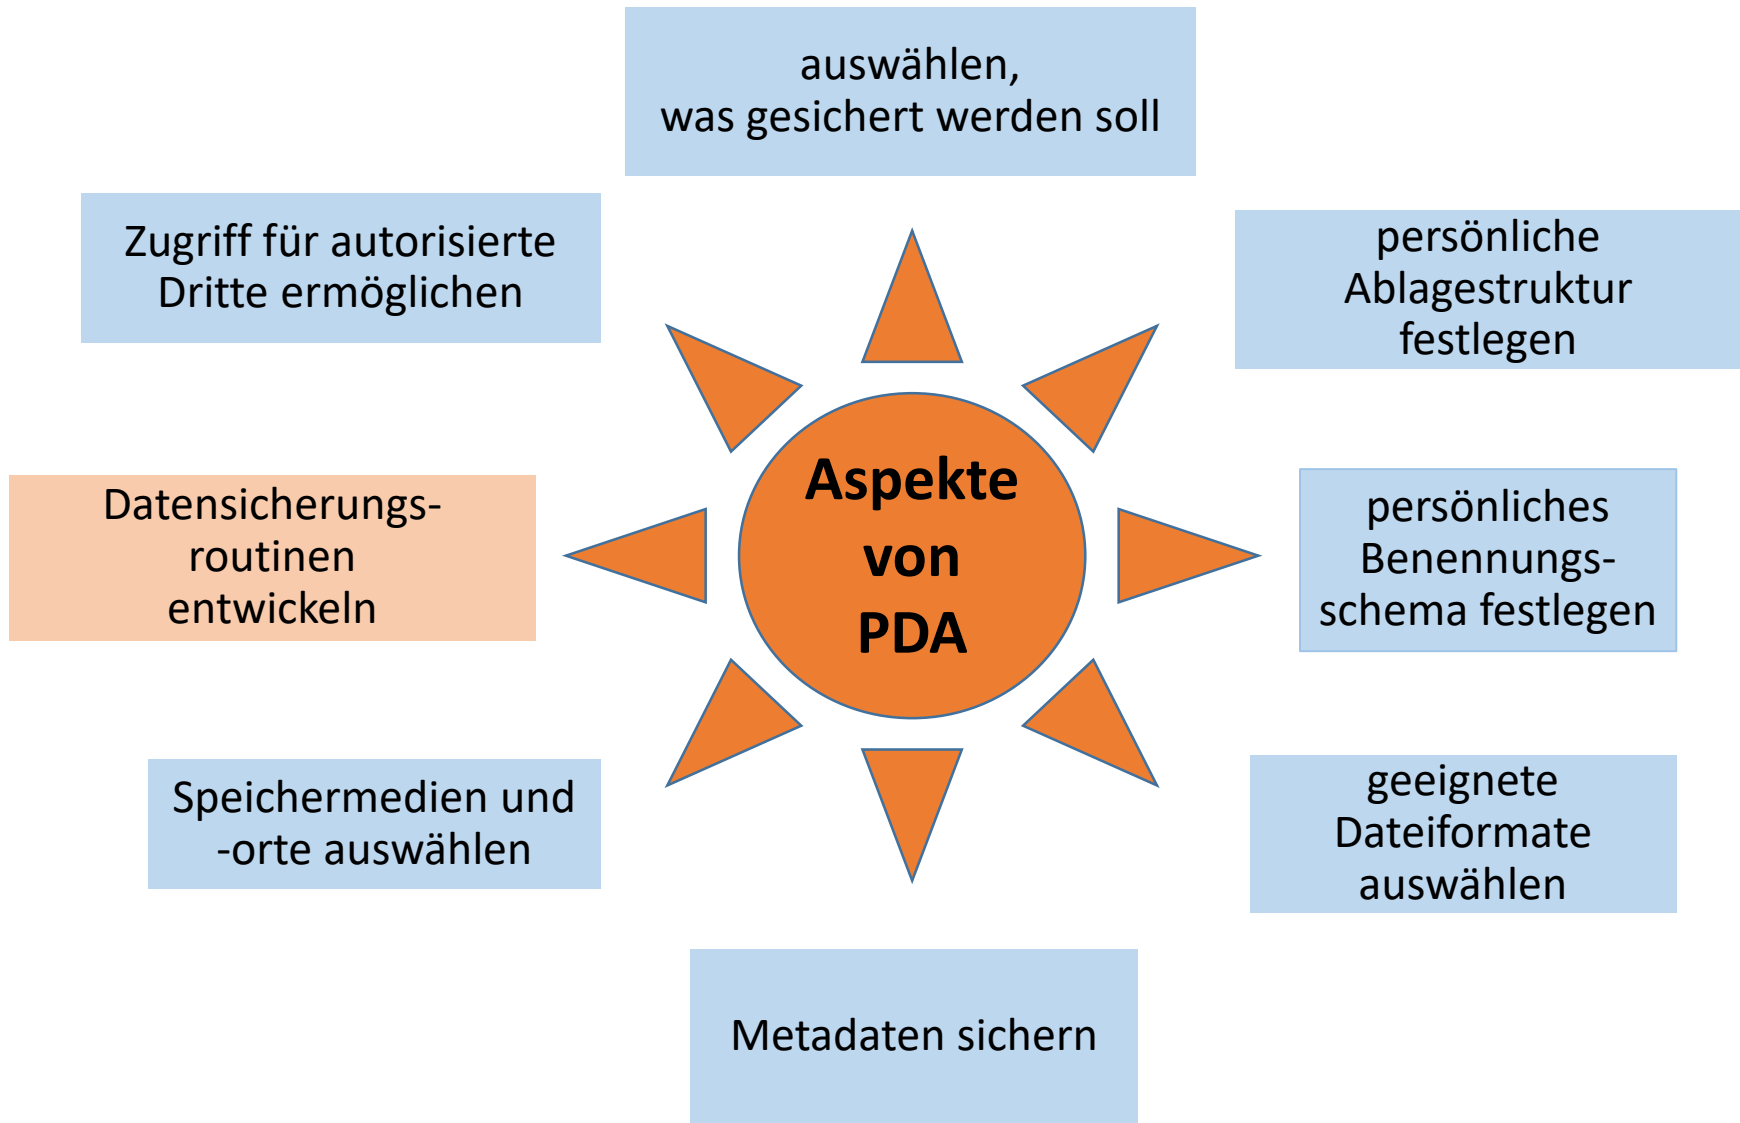 auswählen,
was gesichert werden soll
Zugriff für autorisierte
Dritte ermöglichen
persönliche
Ablagestruktur
festlegen
Aspekte
von
PDA
Datensicherungs-
routinen
entwickeln
persönliches
Benennungs-
schema festlegen
Speichermedien und
-orte auswählen
geeignete
Dateiformate
auswählen
Metadaten sichern